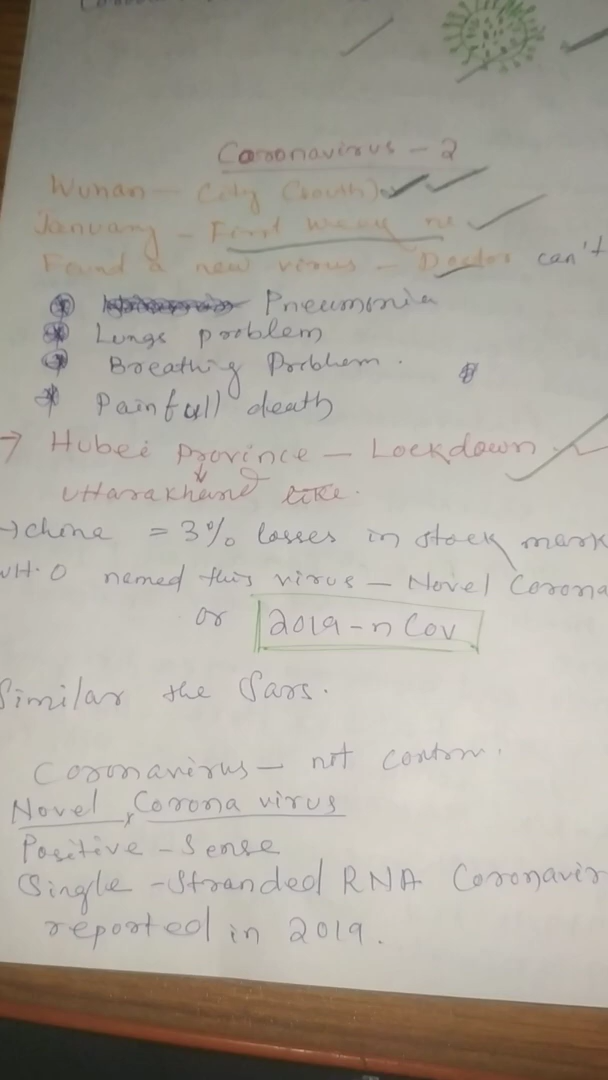 Coronavirus - 2
Wuhan - City (South)
January - First week
Found a new virus - Doctor can't
Pneumonia
Lungs problem
Breathing Problem.
Painfull death
→ Hubei province - Lockdown
Uttarakhand like.
→ China = 3% losses in stock mark
W.H.O named this virus - Novel Corona
or 2019-nCov
Similar the Sars.
Coronavirus - not
Novel, Corona virus
Positive-Sense
Single-Stranded RNA Coronavir
reported in 2019.